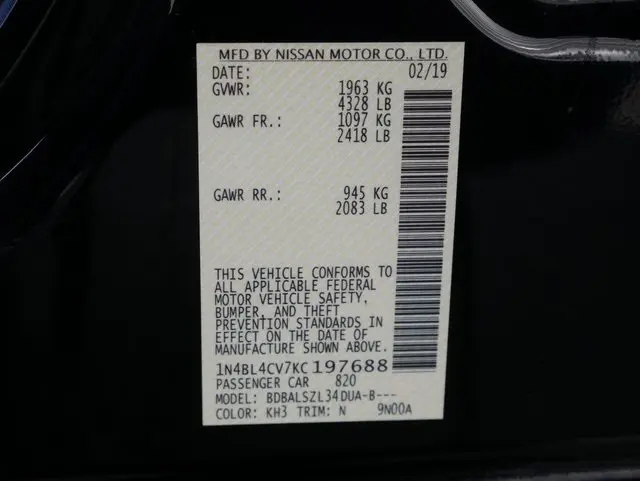 MFD BY NISSAN MOTOR CO., LTD.
DATE: 02/19
GVWR: 1963 KG
4328 LB
GAWR FR.: 1097 KG
2418 LB
GAWR RR.: 945 KG
2083 LB
THIS VEHICLE CONFORMS TO
ALL APPLICABLE FEDERAL
MOTOR VEHICLE SAFETY,
BUMPER, AND THEFT
PREVENTION STANDARDS IN
EFFECT ON THE DATE OF
MANUFACTURE SHOWN ABOVE.
1N4BL4CV7KC197688
PASSENGER CAR 820
MODEL: BDBALSZL34DUA-B---
COLOR: KH3 TRIM: N 9N00A